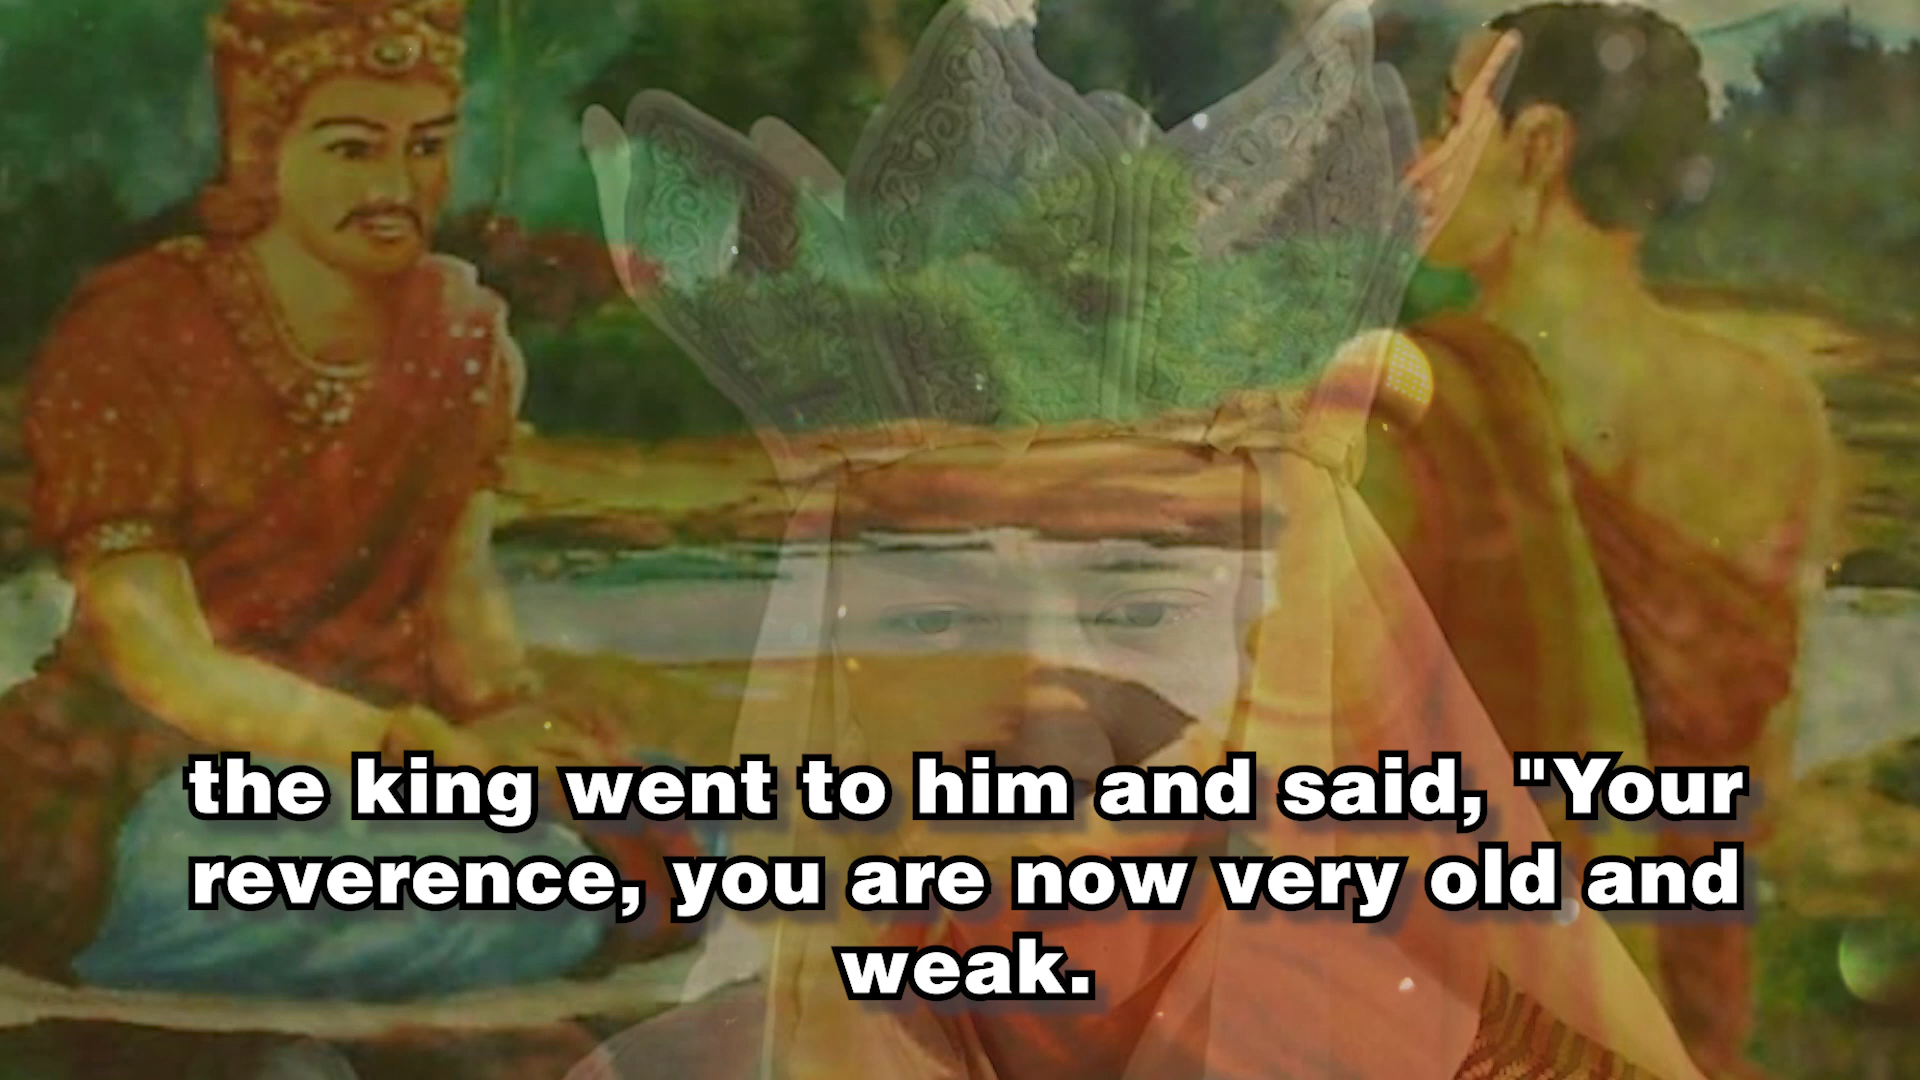 the king went to him and said, "Your
reverence, you are now very old and
weak.